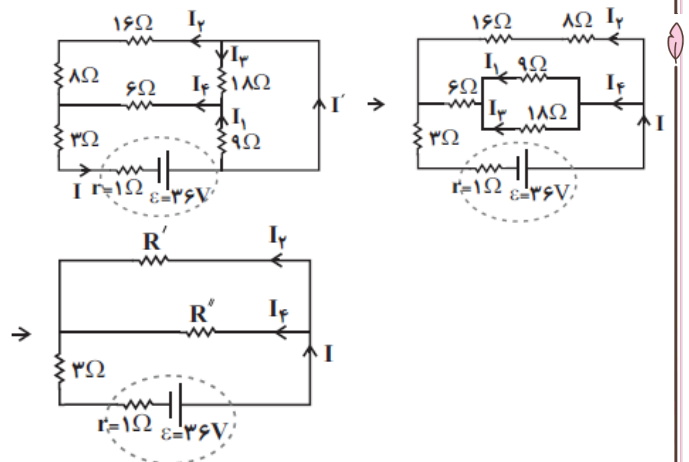 ۱۶Ω I۲
۸Ω I۳ ۱۸Ω
۶Ω I۴ I۱ I′
۳Ω ۹Ω
I r=۱Ω ε=۳۶V
۱۶Ω ۸Ω I۲
I۱ ۹Ω
۶Ω I۳ ۱۸Ω I۴
۳Ω I
r=۱Ω ε=۳۶V
R′ I۲
R″ I۴
۳Ω I
r=۱Ω ε=۳۶V